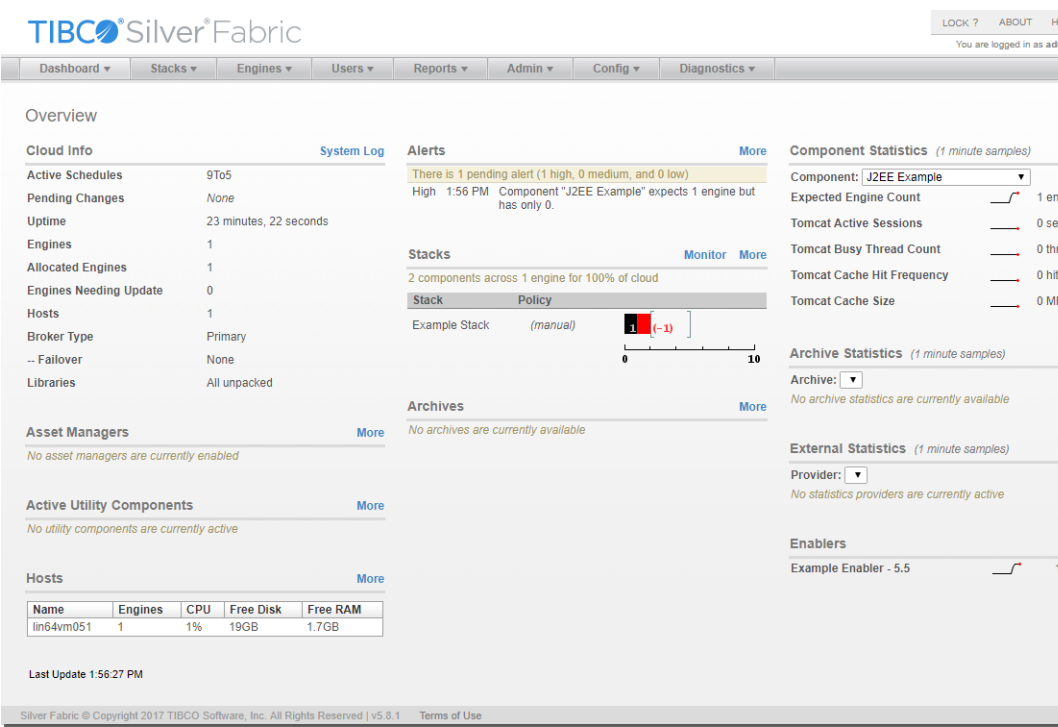 TIBCO® Silver® Fabric
LOCK ? ABOUT
You are logged in as
Dashboard ▾ Stacks ▾ Engines ▾ Users ▾ Reports ▾ Admin ▾ Config ▾ Diagnostics ▾
Overview
Cloud Info System Log
Active Schedules 9To5
Pending Changes None
Uptime 23 minutes, 22 seconds
Engines 1
Allocated Engines 1
Engines Needing Update 0
Hosts 1
Broker Type Primary
-- Failover None
Libraries All unpacked
Asset Managers More
No asset managers are currently enabled
Active Utility Components More
No utility components are currently active
Hosts More
Name Engines CPU Free Disk Free RAM
lin64vm051 1 1% 19GB 1.7GB
Last Update 1:56:27 PM
Alerts More
There is 1 pending alert (1 high, 0 medium, and 0 low)
High 1:56 PM Component "J2EE Example" expects 1 engine but
has only 0.
Stacks Monitor More
2 components across 1 engine for 100% of cloud
Stack Policy
Example Stack (manual) 1 (-1)
0 10
Archives More
No archives are currently available
Component Statistics (1 minute samples)
Component: J2EE Example ▼
Expected Engine Count 1
Tomcat Active Sessions 0
Tomcat Busy Thread Count 0
Tomcat Cache Hit Frequency 0
Tomcat Cache Size 0
Archive Statistics (1 minute samples)
Archive: ▼
No archive statistics are currently available
External Statistics (1 minute samples)
Provider: ▼
No statistics providers are currently active
Enablers
Example Enabler - 5.5
Silver Fabric © Copyright 2017 TIBCO Software, Inc. All Rights Reserved | v5.8.1 Terms of Use